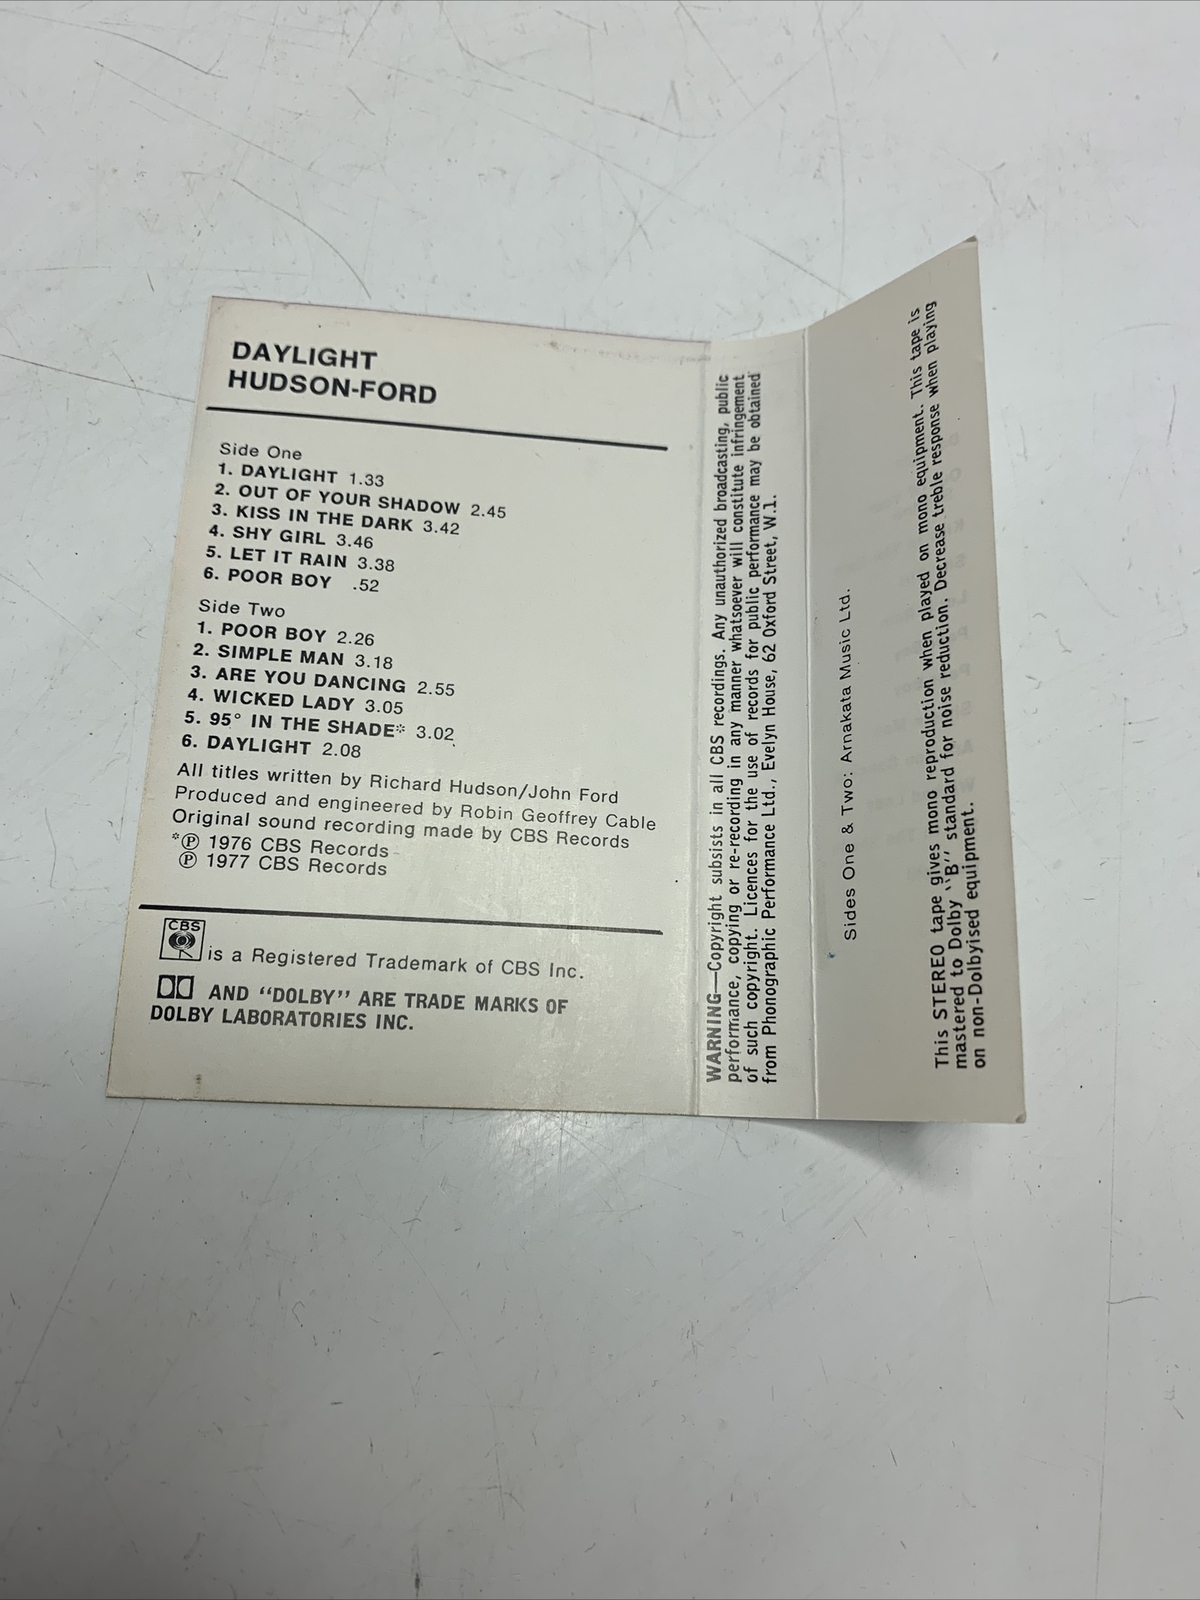 DAYLIGHT
HUDSON-FORD
Side One
1. DAYLIGHT 1.33
2. OUT OF YOUR SHADOW 2.45
3. KISS IN THE DARK 3.42
4. SHY GIRL 3.46
5. LET IT RAIN 3.38
6. POOR BOY .52
Side Two
1. POOR BOY 2.26
2. SIMPLE MAN 3.18
3. ARE YOU DANCING 2.55
4. WICKED LADY 3.05
5. 95° IN THE SHADE* 3.02
6. DAYLIGHT 2.08
All titles written by Richard Hudson/John Ford
Produced and engineered by Robin Geoffrey Cable
Original sound recording made by CBS Records
*℗ 1976 CBS Records
℗ 1977 CBS Records
CBS
is a Registered Trademark of CBS Inc.
AND "DOLBY" ARE TRADE MARKS OF
DOLBY LABORATORIES INC.
WARNING—Copyright subsists in all CBS recordings. Any unauthorized broadcasting, public
performance, copying or re-recording in any manner whatsoever will constitute infringement
of such copyright. Licences for the use of records for public performance may be obtained
from Phonographic Performance Ltd., Evelyn House, 62 Oxford Street, W.1.
Sides One & Two: Arnakata Music Ltd.
This STEREO tape gives mono reproduction when played on mono equipment. This tape is
mastered to Dolby "B" standard for noise reduction. Decrease treble response when playing
on non-Dolbyised equipment.